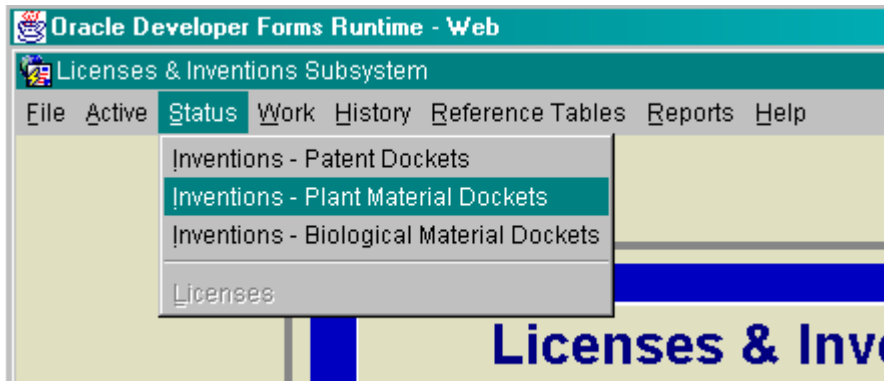 Oracle Developer Forms Runtime - Web
Licenses & Inventions Subsystem
File Active Status Work History Reference Tables Reports Help
Inventions - Patent Dockets
Inventions - Plant Material Dockets
Inventions - Biological Material Dockets
Licenses
Licenses &